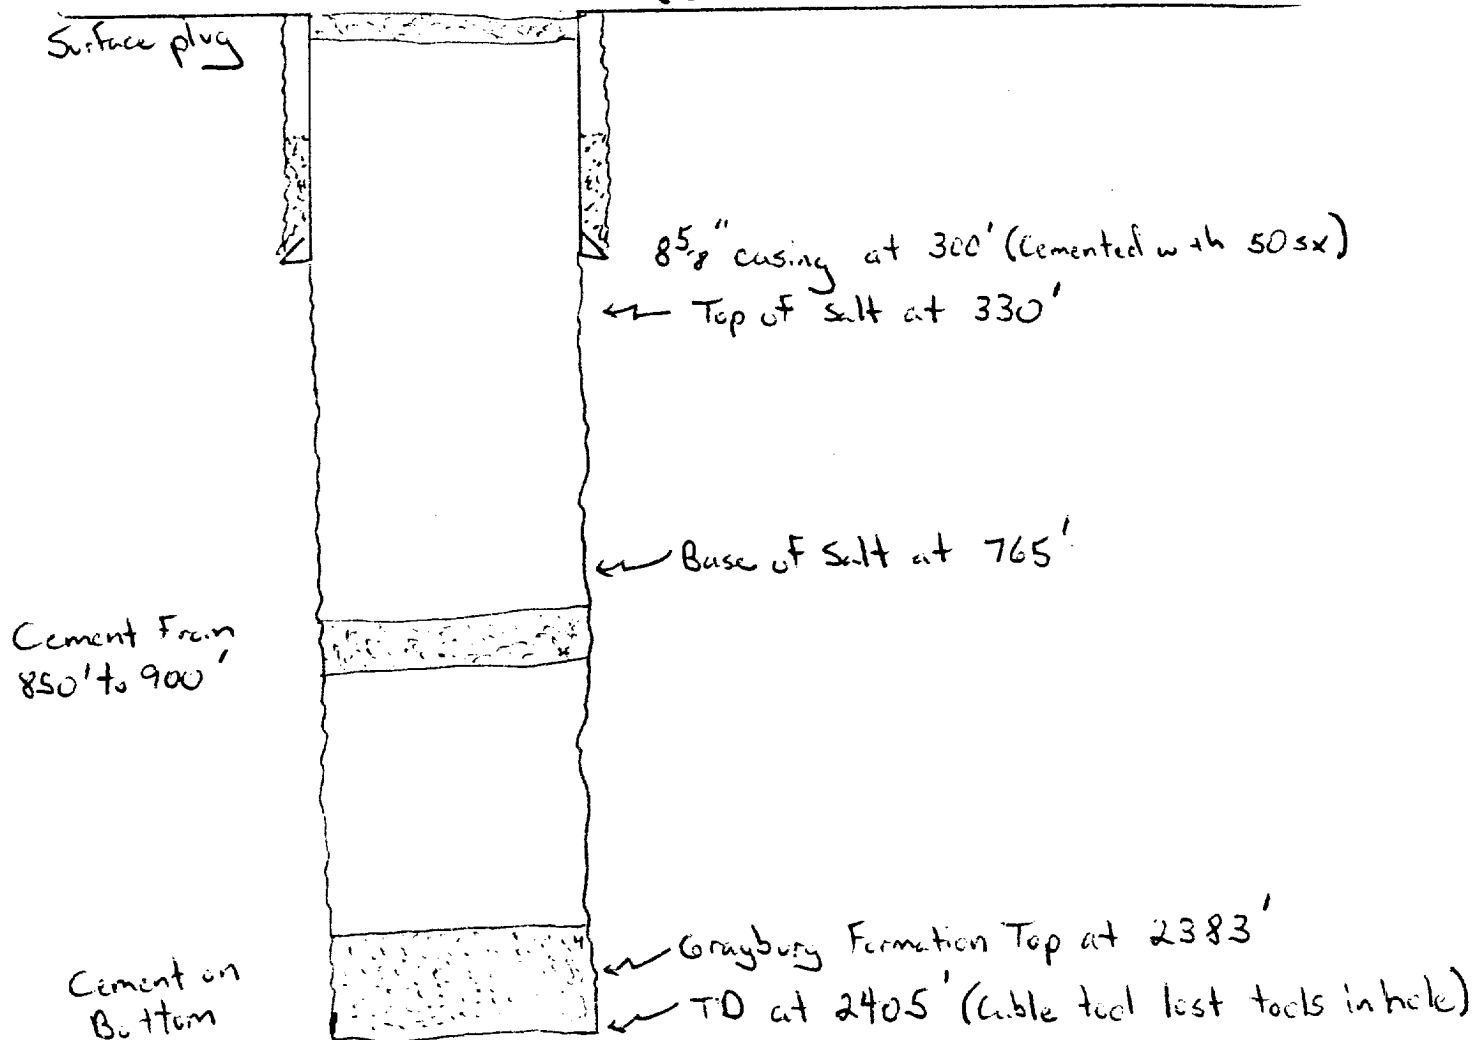 Surface plug
8 5/8" casing at 300' (Cemented with 50 sx)
Top of Salt at 330'
Base of Salt at 765'
Cement From
850' to 900'
Grayburg Formation Top at 2383'
Cement on
Bottom
TD at 2405' (Cable tool lost tools in hole)